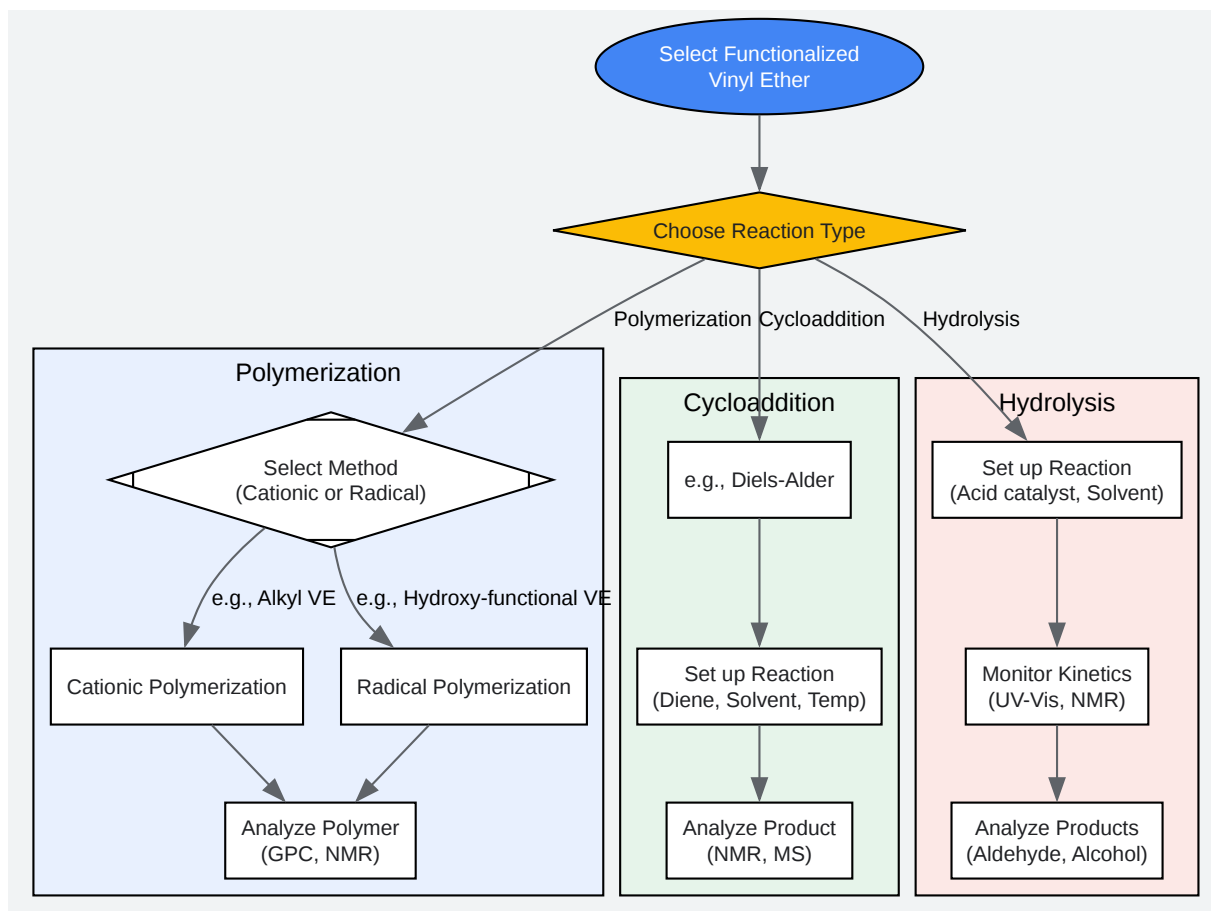 Select Functionalized
Vinyl Ether
Choose Reaction Type
Polymerization
Cycloaddition
Hydrolysis
Polymerization
Select Method
(Cationic or Radical)
e.g., Alkyl VE
e.g., Hydroxy-functional VE
Cationic Polymerization
Radical Polymerization
Analyze Polymer
(GPC, NMR)
Cycloaddition
e.g., Diels-Alder
Set up Reaction
(Diene, Solvent, Temp)
Analyze Product
(NMR, MS)
Hydrolysis
Set up Reaction
(Acid catalyst, Solvent)
Monitor Kinetics
(UV-Vis, NMR)
Analyze Products
(Aldehyde, Alcohol)